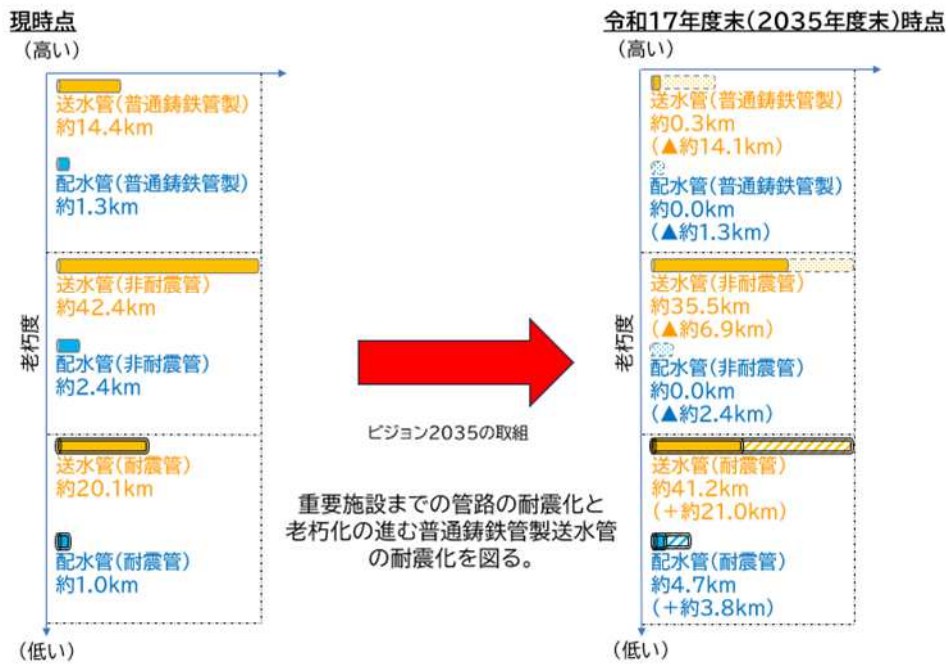 現時点
(高い)
送水管(普通鋳鉄管製)
約14.4km
配水管(普通鋳鉄管製)
約1.3km
送水管(非耐震管)
約42.4km
配水管(非耐震管)
約2.4km
送水管(耐震管)
約20.1km
配水管(耐震管)
約1.0km
老朽度
(低い)
ビジョン2035の取組
重要施設までの管路の耐震化と
老朽化の進む普通鋳鉄管製送水管
の耐震化を図る。
令和17年度末(2035年度末)時点
(高い)
送水管(普通鋳鉄管製)
約0.3km
(▲約14.1km)
配水管(普通鋳鉄管製)
約0.0km
(▲約1.3km)
送水管(非耐震管)
約35.5km
(▲約6.9km)
配水管(非耐震管)
約0.0km
(▲約2.4km)
送水管(耐震管)
約41.2km
(+約21.0km)
配水管(耐震管)
約4.7km
(+約3.8km)
老朽度
(低い)